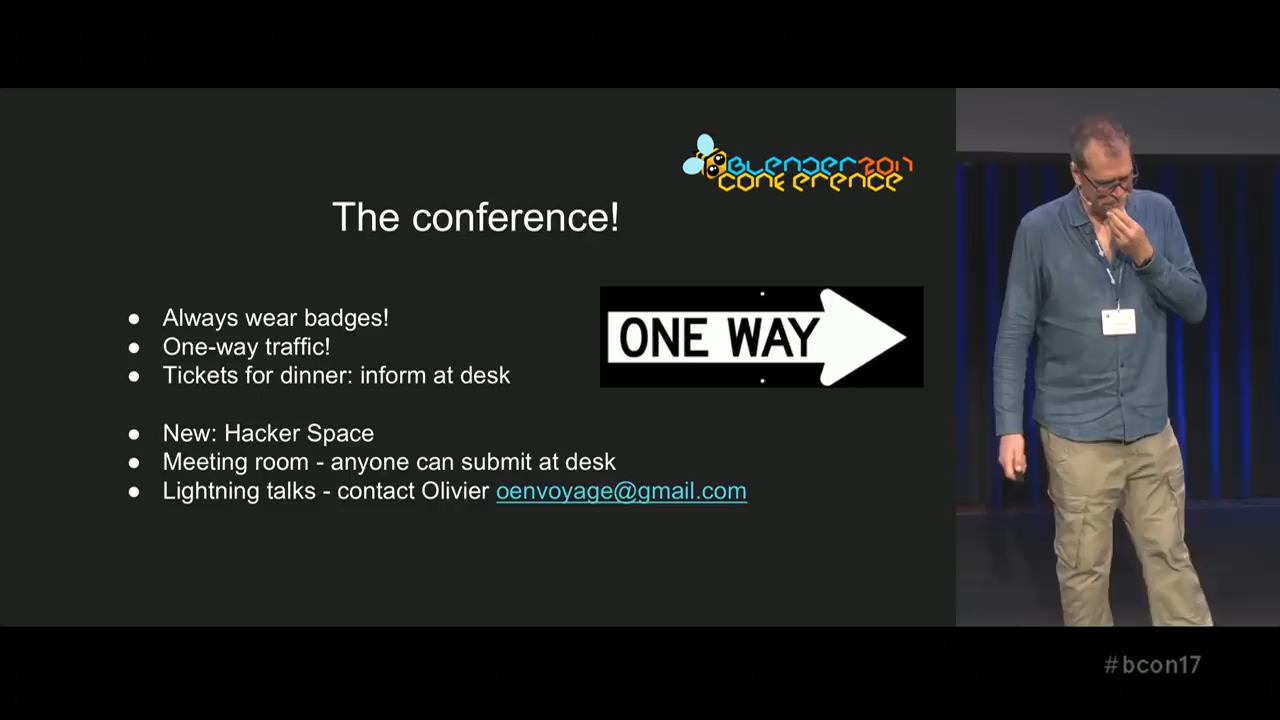 BLENDER 2017
CONFERENCE
The conference!
● Always wear badges!
● One-way traffic!
● Tickets for dinner: inform at desk
ONE WAY
● New: Hacker Space
● Meeting room - anyone can submit at desk
● Lightning talks - contact Olivier oenvoyage@gmail.com
#bcon17